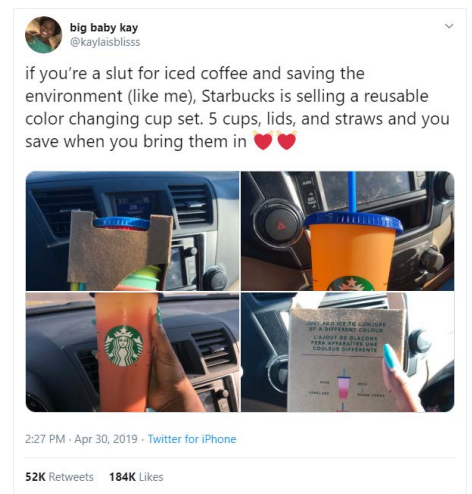 big baby kay
@kaylaisblisss
if you're a slut for iced coffee and saving the
environment (like me), Starbucks is selling a reusable
color changing cup set. 5 cups, lids, and straws and you
save when you bring them in
JUST ADD ICE TO CONJURE
UP A DIFFERENT COLOUR
L'AJOUT DE GLAÇONS
FERA APPARAÎTRE UNE
COULEUR DIFFÉRENTE
2:27 PM · Apr 30, 2019 · Twitter for iPhone
52K Retweets 184K Likes